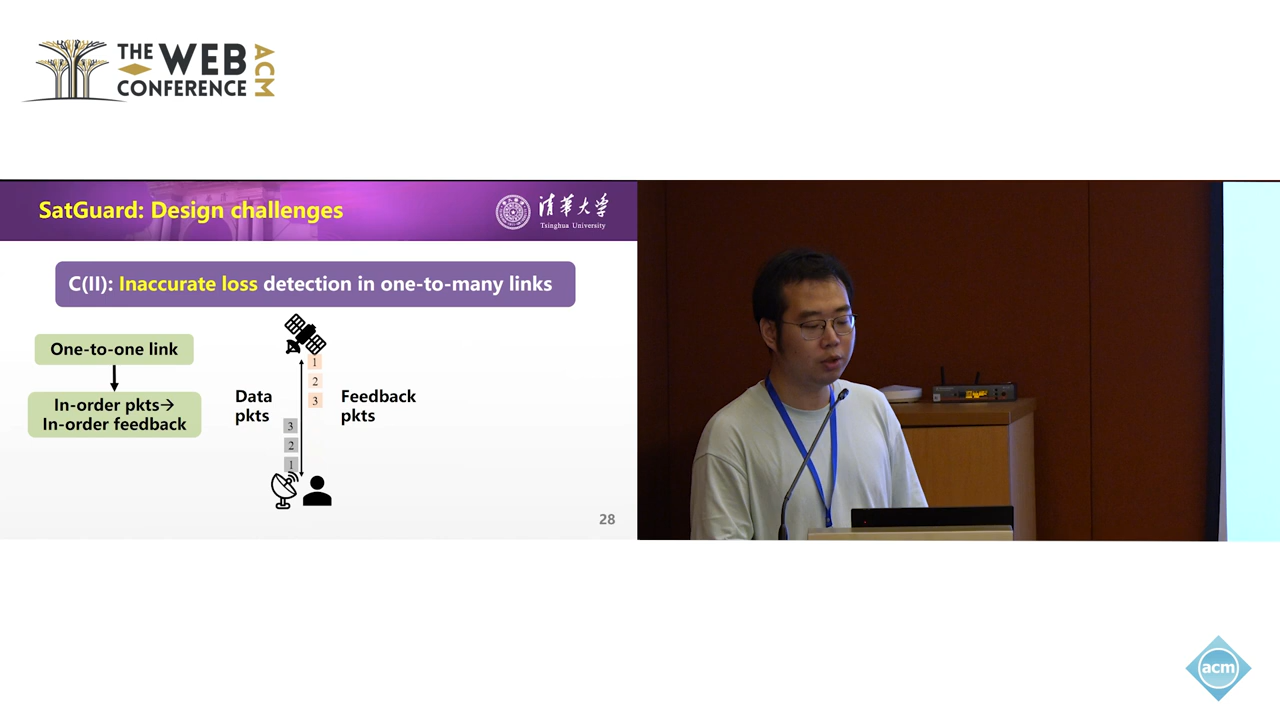 THE WEB
CONFERENCE
ACM
SatGuard: Design challenges
清华大学
Tsinghua University
C(II): Inaccurate loss detection in one-to-many links
One-to-one link
In-order pkts→
In-order feedback
Data
pkts
Feedback
pkts
1
2
3
3
2
1
28
acm